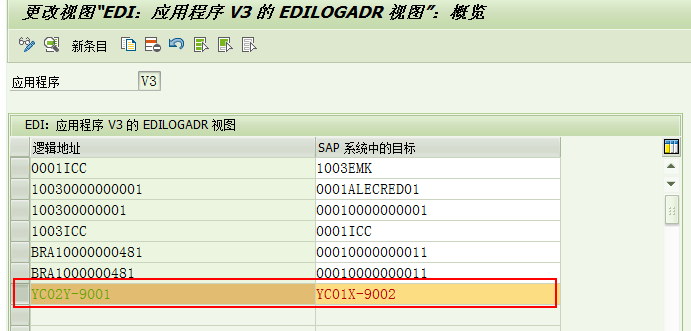 更改视图“EDI：应用程序 V3 的 EDILOGADR 视图”：概览
新条目
应用程序 V3
EDI：应用程序 V3 的 EDILOGADR 视图
逻辑地址 SAP 系统中的目标
0001ICC 1003EMK
10030000000001 0001ALECRED01
100300000001 00010000000001
1003ICC 0001ICC
BRA10000000481 00010000000011
BRA1000000481 00010000000011
YC02Y-9001 YC01X-9002